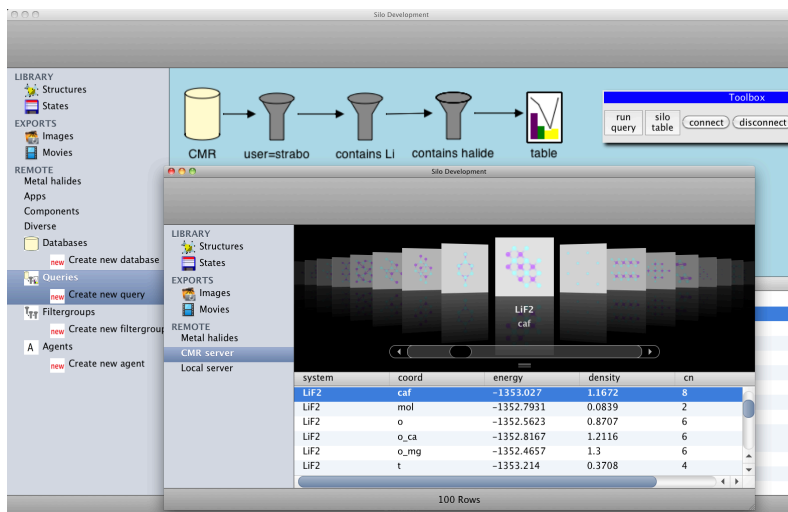 Silo Development
LIBRARY
Structures
States
EXPORTS
Images
Movies
REMOTE
Metal halides
Apps
Components
Diverse
Databases
new Create new database
Queries
new Create new query
Filtergroups
new Create new filtergroup
A Agents
new Create new agent
CMR user=strabo contains Li contains halide table
Toolbox
run query silo table connect disconnect
Silo Development
LIBRARY
Structures
States
EXPORTS
Images
Movies
REMOTE
Metal halides
CMR server
Local server
LiF2
caf
system coord energy density cn
LiF2 caf −1353.027 1.1672 8
LiF2 mol −1352.7931 0.0839 2
LiF2 o −1352.5623 0.8707 6
LiF2 o_ca −1352.8167 1.2116 6
LiF2 o_mg −1352.4657 1.3 6
LiF2 t −1353.214 0.3708 4
100 Rows